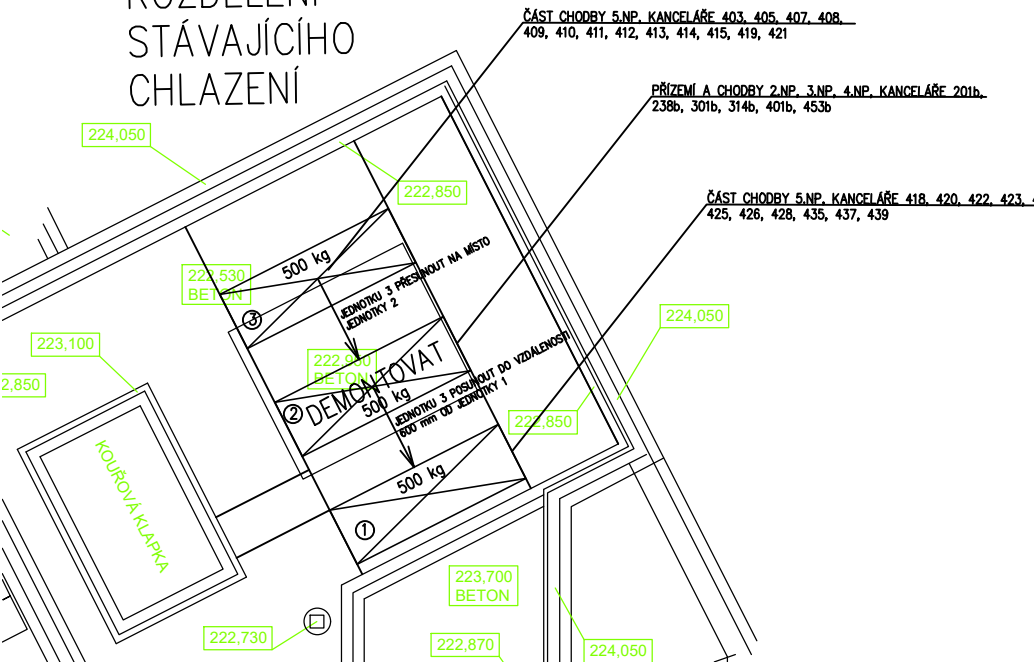 ROZDĚLENÍ
STÁVAJÍCÍHO
CHLAZENÍ
ČÁST CHODBY 5.NP, KANCELÁŘE 403, 405, 407, 408,
409, 410, 411, 412, 413, 414, 415, 419, 421
PŘÍZEMÍ A CHODBY 2.NP, 3.NP, 4.NP, KANCELÁŘE 201b,
238b, 301b, 314b, 401b, 453b
ČÁST CHODBY 5.NP, KANCELÁŘE 418, 420, 422, 423,
425, 426, 428, 435, 437, 439
224,050
222,850
500 kg
222,530
BETON
3
JEDNOTKU 3 PŘESUNOUT NA MÍSTO
JEDNOTKY 2
224,050
223,100
2,850
222,930
BETON
DEMONTOVAT
2
500 kg
JEDNOTKU 3 POSUNOUT DO VZDÁLENOSTI
600 mm OD JEDNOTKY 1
222,850
KOUŘOVÁ KLAPKA
500 kg
1
223,700
BETON
222,730
222,870
224,050